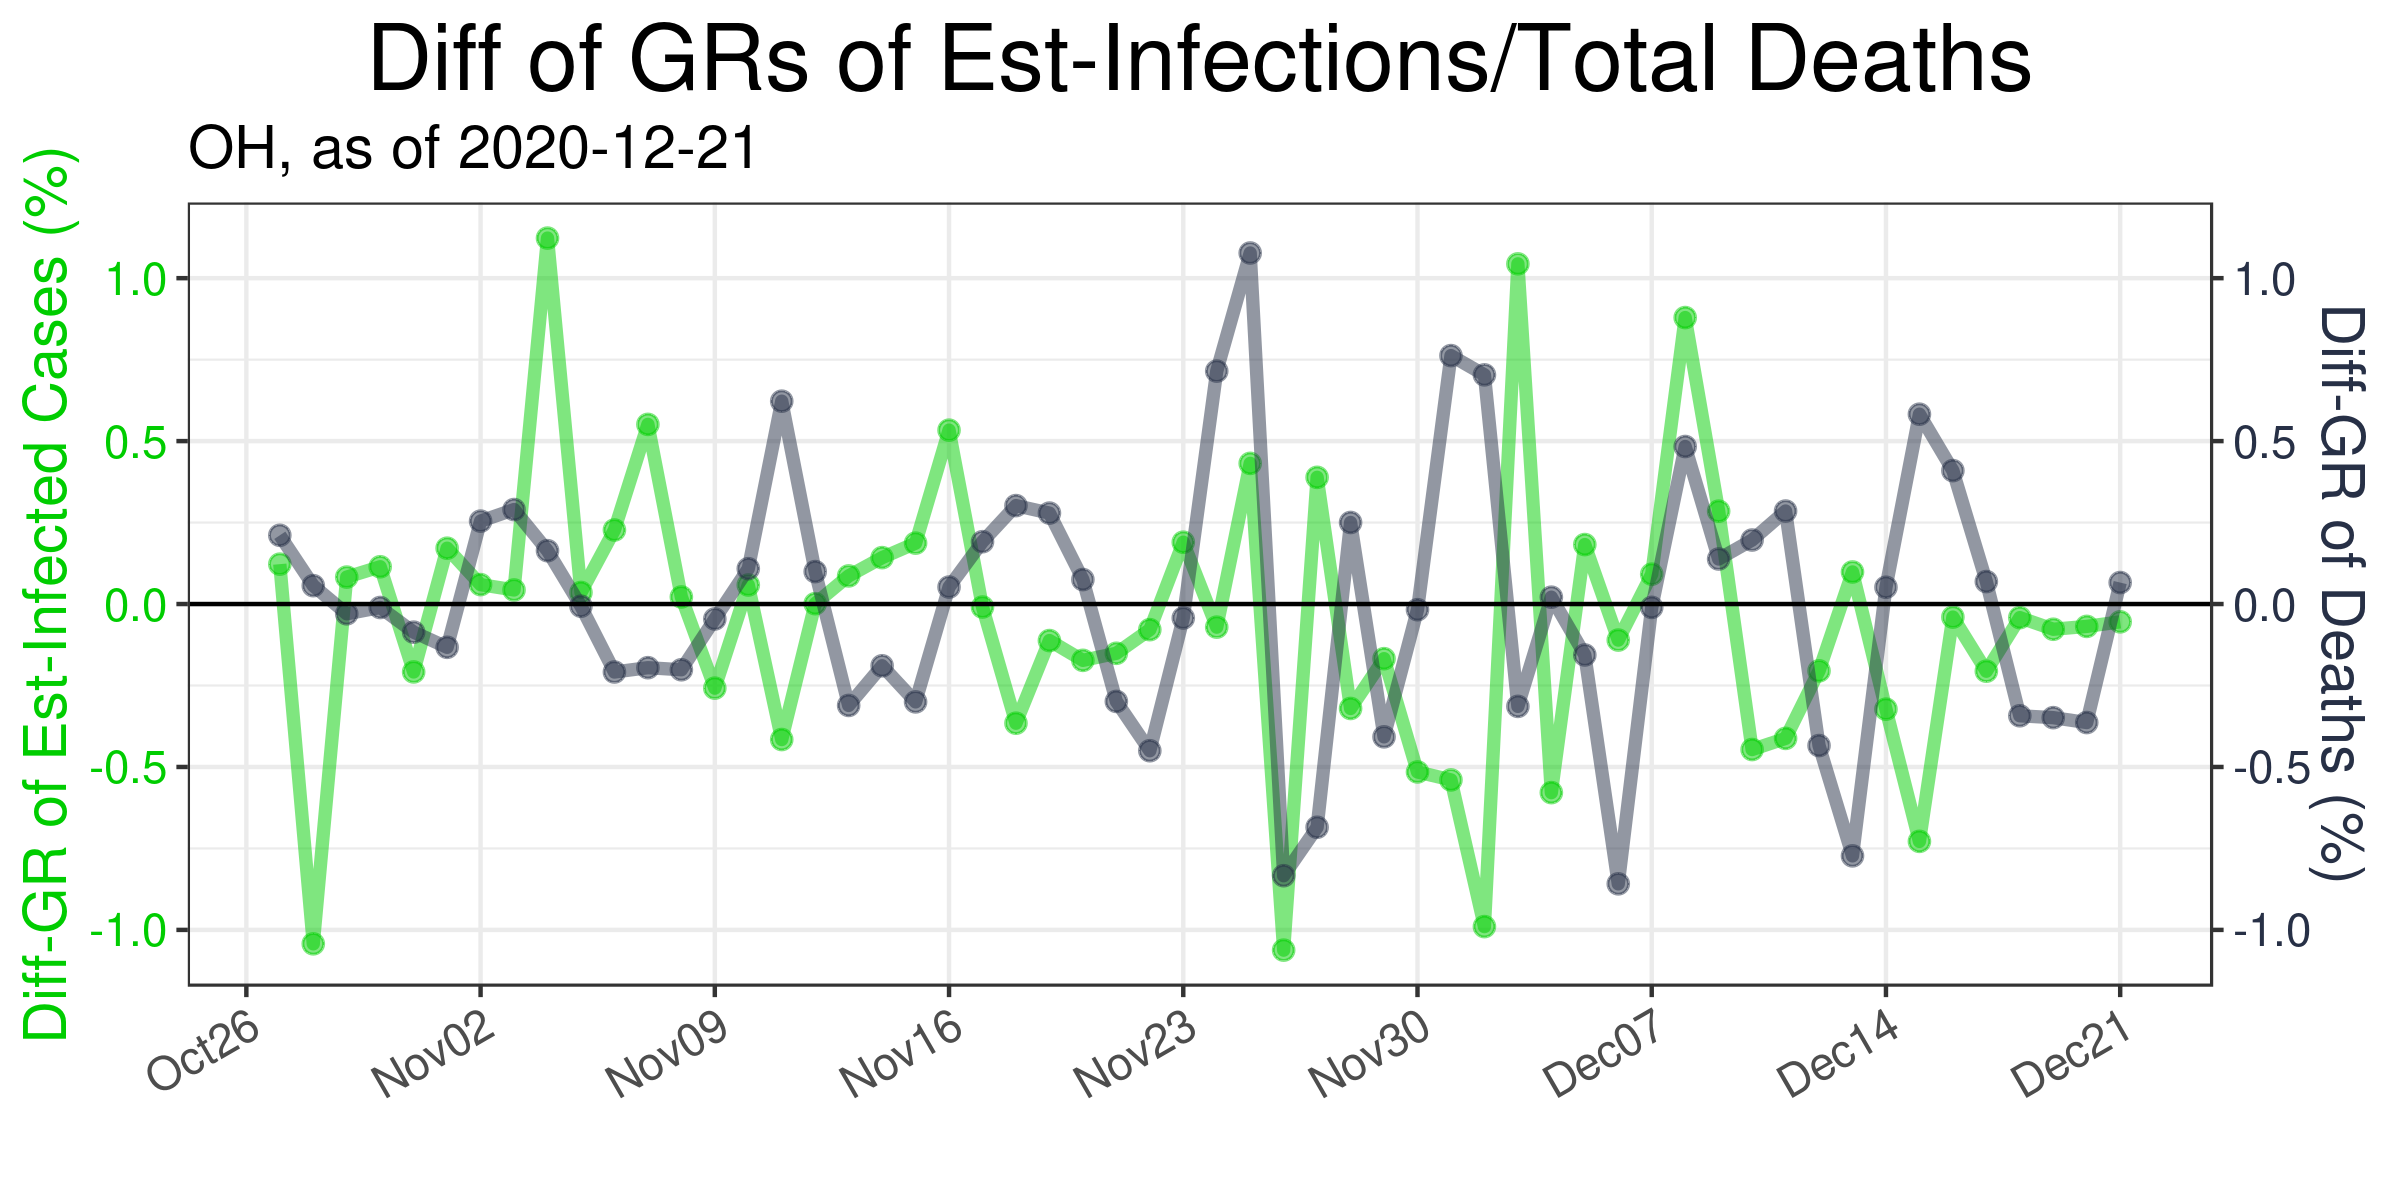 Diff of GRs of Est-Infections/Total Deaths
OH, as of 2020-12-21
Diff-GR of Est-Infected Cases (%)
1.0
0.5
0.0
-0.5
-1.0
1.0
0.5
0.0
-0.5
-1.0
Diff-GR of Deaths (%)
Oct26
Nov02
Nov09
Nov16
Nov23
Nov30
Dec07
Dec14
Dec21